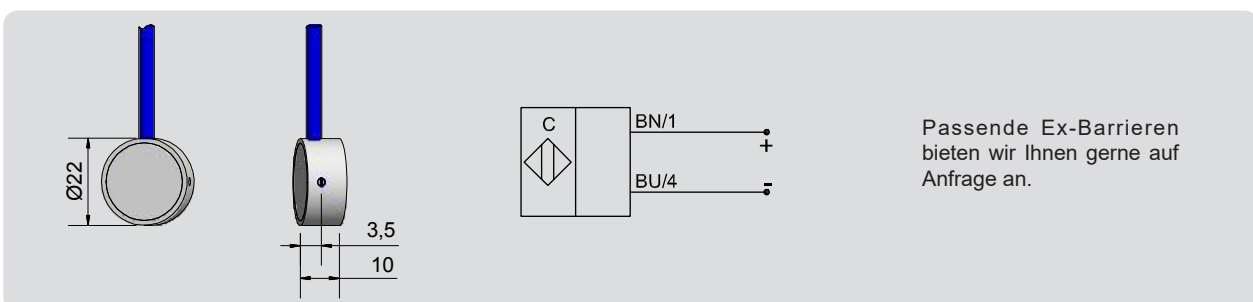 Ø22
3,5
10
C
BN/1
+
BU/4
-
Passende Ex-Barrieren
bieten wir Ihnen gerne auf
Anfrage an.